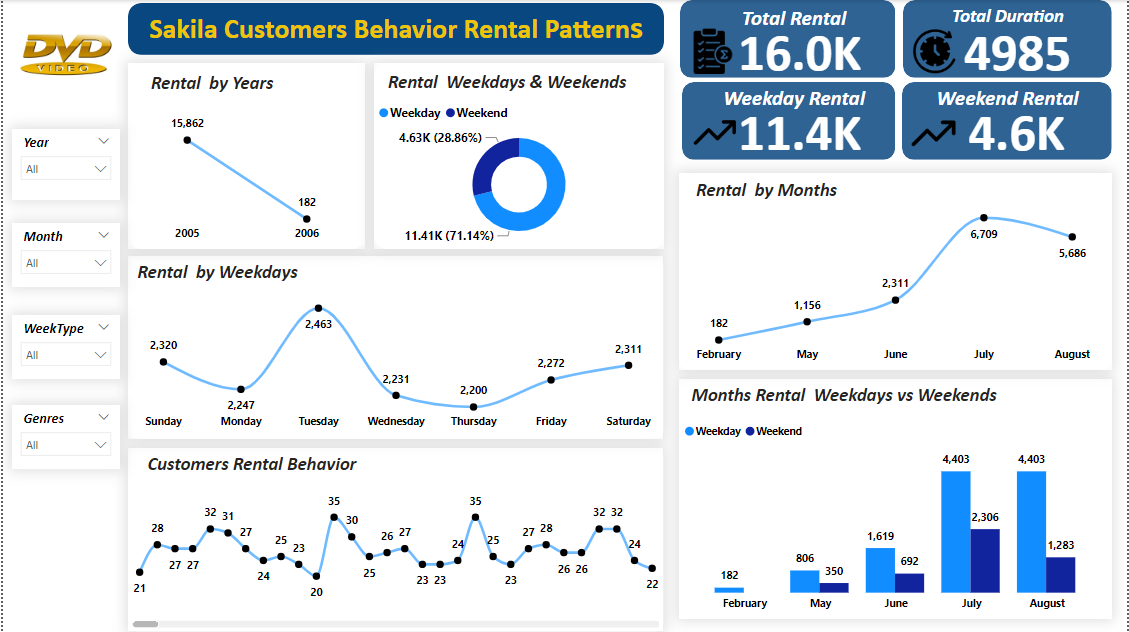 DVD
VIDEO
Sakila Customers Behavior Rental Patterns
Total Rental
16.0K
Total Duration
4985
Weekday Rental
11.4K
Weekend Rental
4.6K
Year
All
Month
All
WeekType
All
Genres
All
Rental by Years
15,862
182
2005 2006
Rental Weekdays & Weekends
Weekday Weekend
4.63K (28.86%)
11.41K (71.14%)
Rental by Weekdays
2,320 2,247 2,463 2,231 2,200 2,272 2,311
Sunday Monday Tuesday Wednesday Thursday Friday Saturday
Customers Rental Behavior
21 28 27 27 32 31 27 24 25 23 20 35 30 25 26 27 23 23 24 35 25 23 27 28 26 26 32 32 24 22
Rental by Months
182 1,156 2,311 6,709 5,686
February May June July August
Months Rental Weekdays vs Weekends
Weekday Weekend
182 806 350 1,619 692 4,403 2,306 4,403 1,283
February May June July August